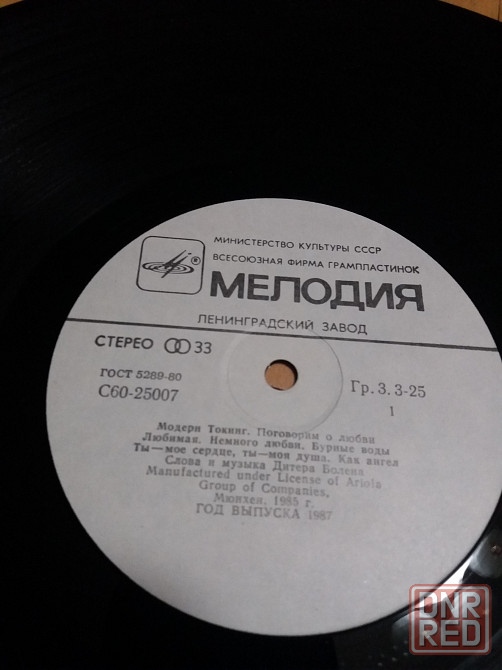 МИНИСТЕРСТВО КУЛЬТУРЫ СССР
ВСЕСОЮЗНАЯ ФИРМА ГРАМПЛАСТИНОК
®
МЕЛОДИЯ
ЛЕНИНГРАДСКИЙ ЗАВОД
СТЕРЕО 33
ГОСТ 5289-80
С60-25007
Гр. 3. 3-25
1
Модерн Токинг. Поговорим о любви
Любимая. Немного любви. Бурные воды
Ты—мое сердце, ты—моя душа. Как ангел
Слова и музыка Дитера Болена
Manufactured under License of Ariola
Group of Companies,
Мюнхен, 1985 г.
ГОД ВЫПУСКА 1987
DNR
RED